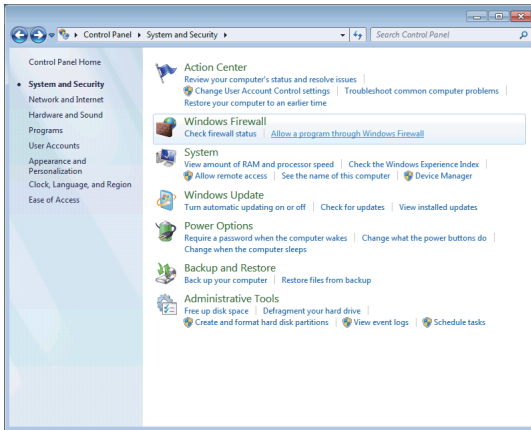 Control Panel System and Security
Search Control Panel
Control Panel Home
System and Security
Network and Internet
Hardware and Sound
Programs
User Accounts
Appearance and
Personalization
Clock, Language, and Region
Ease of Access
Action Center
Review your computer's status and resolve issues
Change User Account Control settings Troubleshoot common computer problems
Restore your computer to an earlier time
Windows Firewall
Check firewall status Allow a program through Windows Firewall
System
View amount of RAM and processor speed Check the Windows Experience Index
Allow remote access See the name of this computer Device Manager
Windows Update
Turn automatic updating on or off Check for updates View installed updates
Power Options
Require a password when the computer wakes Change what the power buttons do
Change when the computer sleeps
Backup and Restore
Back up your computer Restore files from backup
Administrative Tools
Free up disk space Defragment your hard drive
Create and format hard disk partitions View event logs Schedule tasks